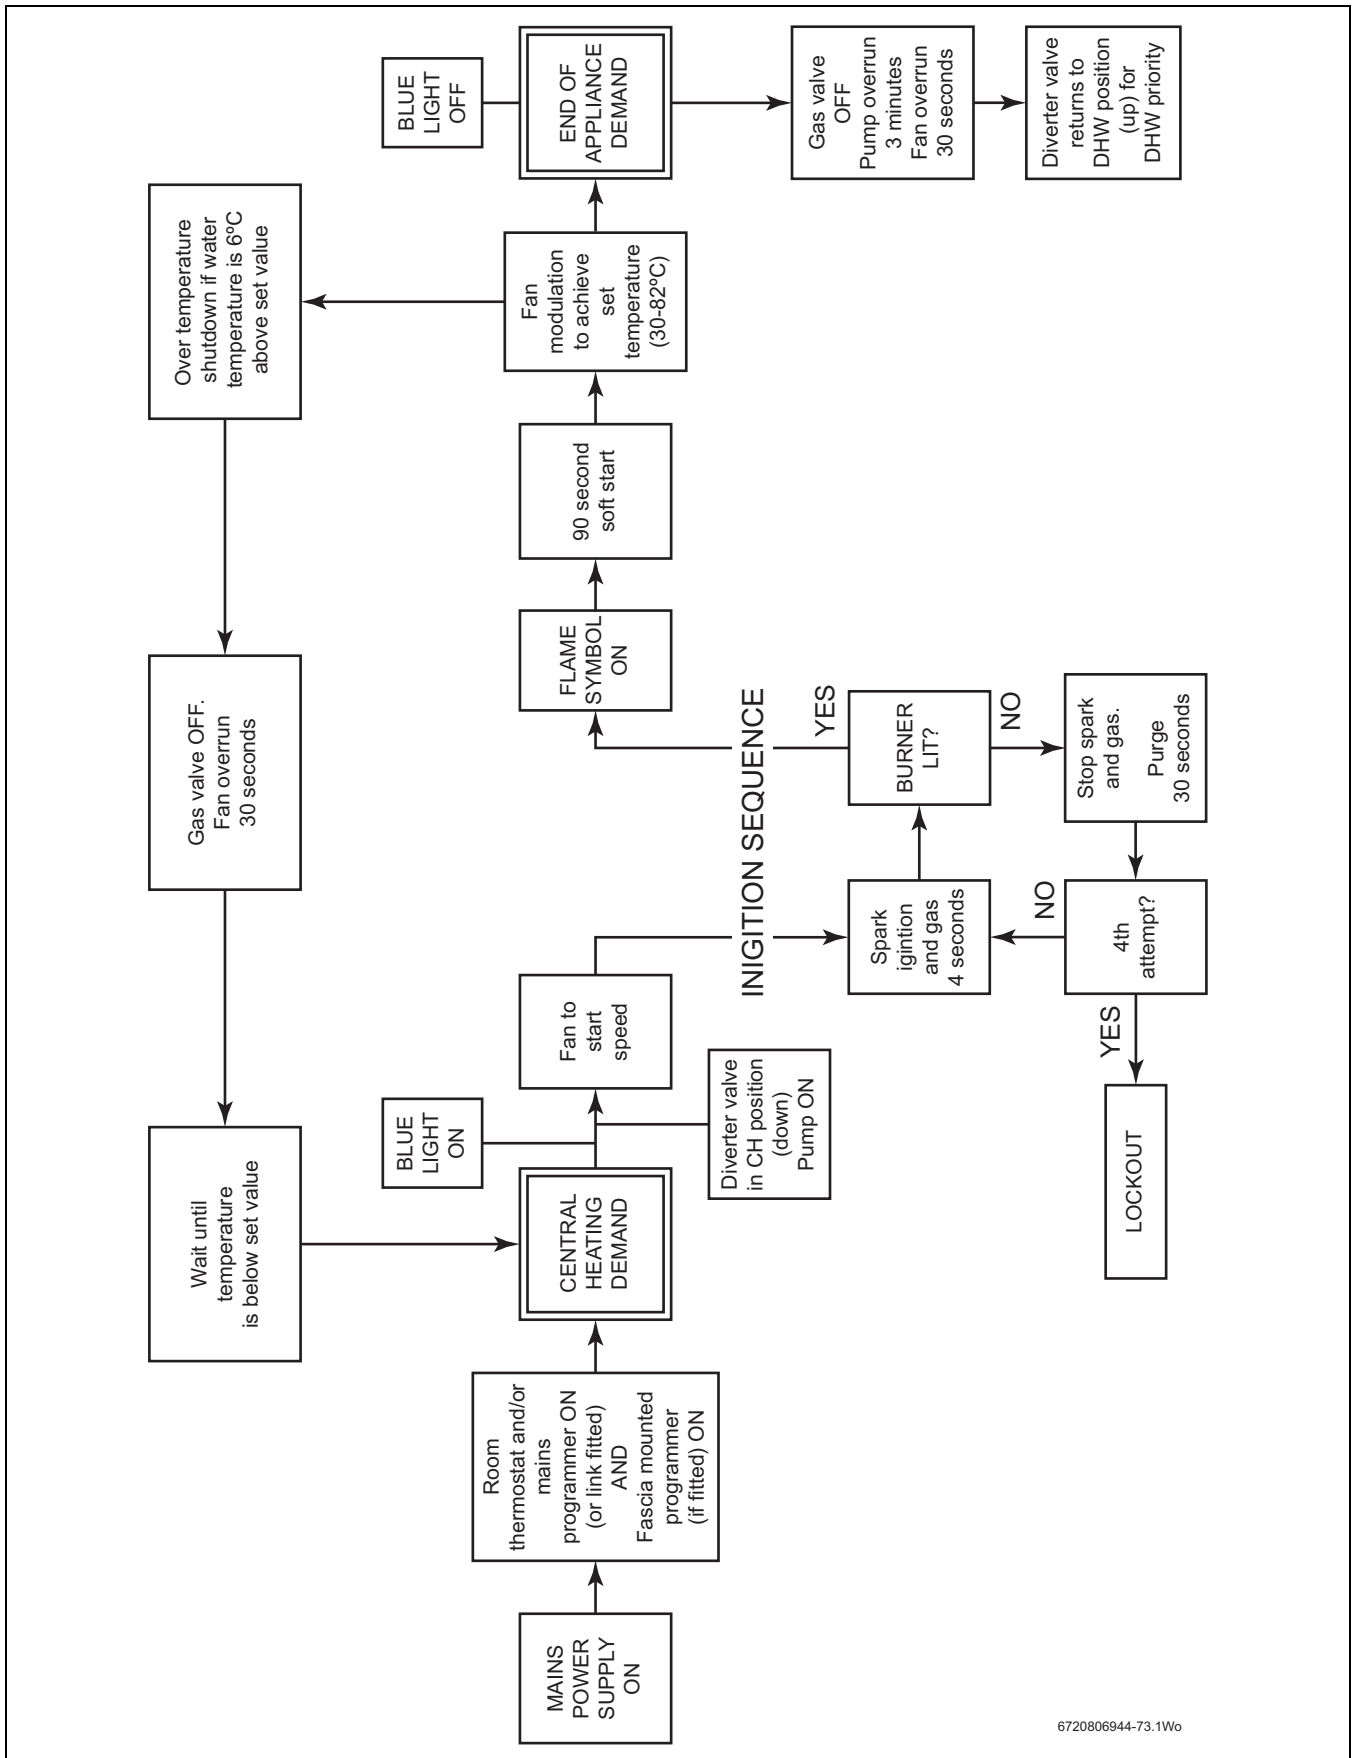 MAINS
POWER
SUPPLY
ON
Room
thermostat and/or
mains
programmer ON
(or link fitted)
AND
Fascia mounted
programmer
(if fitted) ON
CENTRAL
HEATING
DEMAND
BLUE
LIGHT
ON
Diverter valve
in CH position
(down)
Pump ON
Fan to
start
speed
INIGITION SEQUENCE
Spark
igintion
and gas
4 seconds
BURNER
LIT?
YES
NO
Stop spark
and gas.
Purge
30 seconds
4th
attempt?
NO
YES
LOCKOUT
FLAME
SYMBOL
ON
90 second
soft start
Fan
modulation
to achieve
set
temperature
(30-82ºC)
Over temperature
shutdown if water
temperature is 6ºC
above set value
Gas valve OFF.
Fan overrun
30 seconds
Wait until
temperature
is below set value
END OF
APPLIANCE
DEMAND
BLUE
LIGHT
OFF
Gas valve
OFF
Pump overrun
3 minutes
Fan overrun
30 seconds
Diverter valve
returns to
DHW position
(up) for
DHW priority
6720806944-73.1Wo